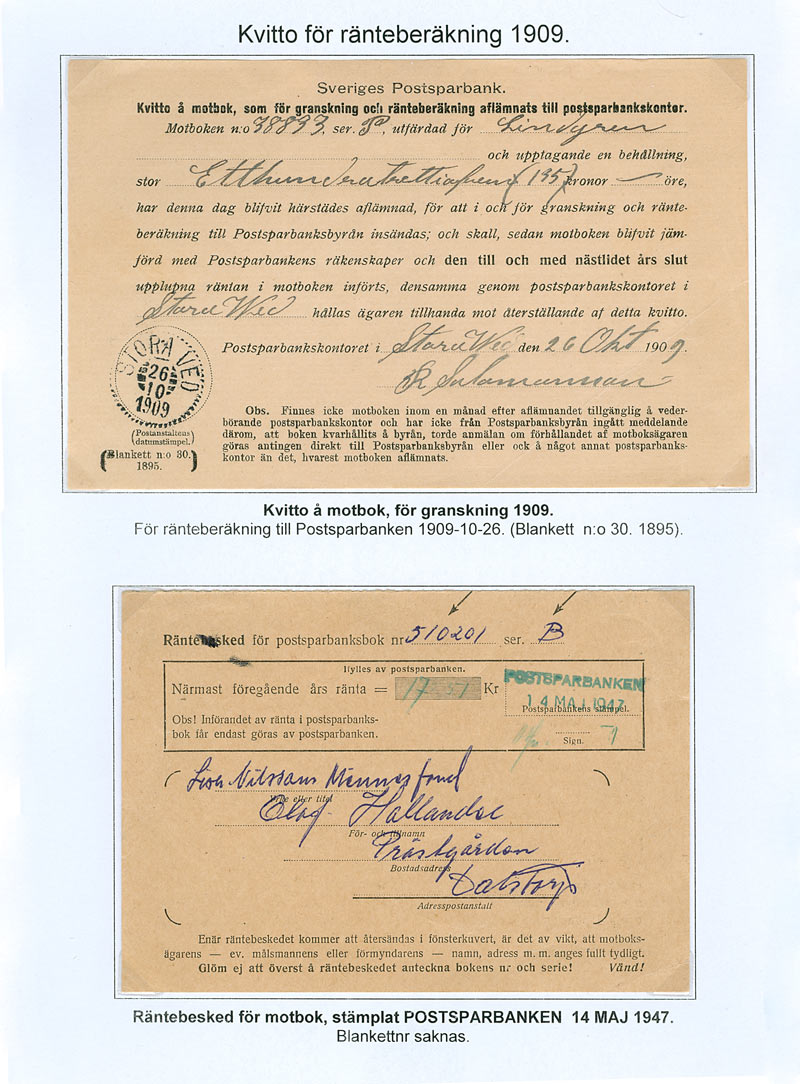 Kvitto för ränteberäkning 1909.
Sveriges Postsparbank.
Kvitto å motbok, som för granskning och ränteberäkning aflämnats till postsparbankskontor.
Motboken n:o 38893, ser. P, utfärdad för Lindgren
och upptagande en behållning,
stor Etthundratrettiofem (135) kronor — öre,
har denna dag blifvit härstädes aflämnad, för att i och för granskning och ränte-
beräkning till Postsparbanksbyrån insändas; och skall, sedan motboken blifvit jäm-
förd med Postsparbankens räkenskaper och den till och med nästlidet års slut
upplupna räntan i motboken införts, densamma genom postsparbankskontoret i
Stora Wed hållas ägaren tillhanda mot återställande af detta kvitto.
Postsparbankskontoret i Stora Wed den 26 Okt 1909.
R Salamansson
STORA VED
26
10
1909
(Postanstaltens datumstämpel.)
(Blankett n:o 30. 1895.)
Obs. Finnes icke motboken inom en månad efter aflämnandet tillgänglig å veder-
börande postsparbankskontor och har icke från Postsparbanksbyrån ingått meddelande
därom, att boken kvarhållits å byrån, torde anmälan om förhållandet af motboksägaren
göras antingen direkt till Postsparbanksbyrån eller ock å något annat postsparbanks-
kontor än det, hvarest motboken aflämnats.
Kvitto å motbok, för granskning 1909.
För ränteberäkning till Postsparbanken 1909-10-26. (Blankett n:o 30. 1895).
Räntebesked för postsparbanksbok nr 510201 ser. B
Ifylles av postsparbanken.
Närmast föregående års ränta = 17 51 Kr
POSTSPARBANKEN
14 MAJ 1947
Postsparbankens stämpel.
Obs! Införandet av ränta i postsparbanks-
bok får endast göras av postsparbanken.
Sign.
Nilssons Minnesfond
Yrke eller titel
Olof Hallandse
För- och tillnamn
Prästgården
Bostadsadress
Dalstorp
Adresspostanstalt
Enär räntebeskedet kommer att återsändas i fönsterkuvert, är det av vikt, att motboks-
ägarens — ev. målsmannens eller förmyndarens — namn, adress m. m. anges fullt tydligt.
Glöm ej att överst å räntebeskedet anteckna bokens nr och serie! Vänd!
Räntebesked för motbok, stämplat POSTSPARBANKEN 14 MAJ 1947.
Blankettnr saknas.